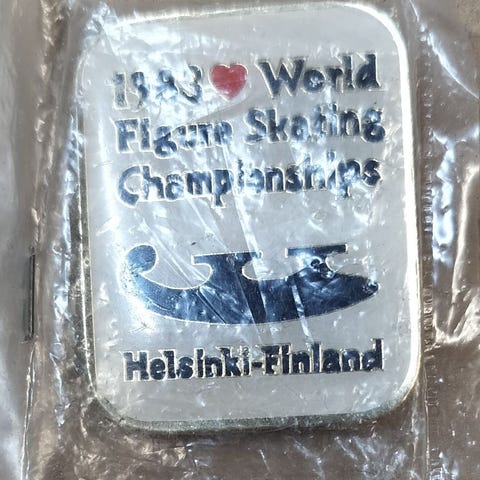 1983 World
Figure Skating
Championships
Helsinki-Finland